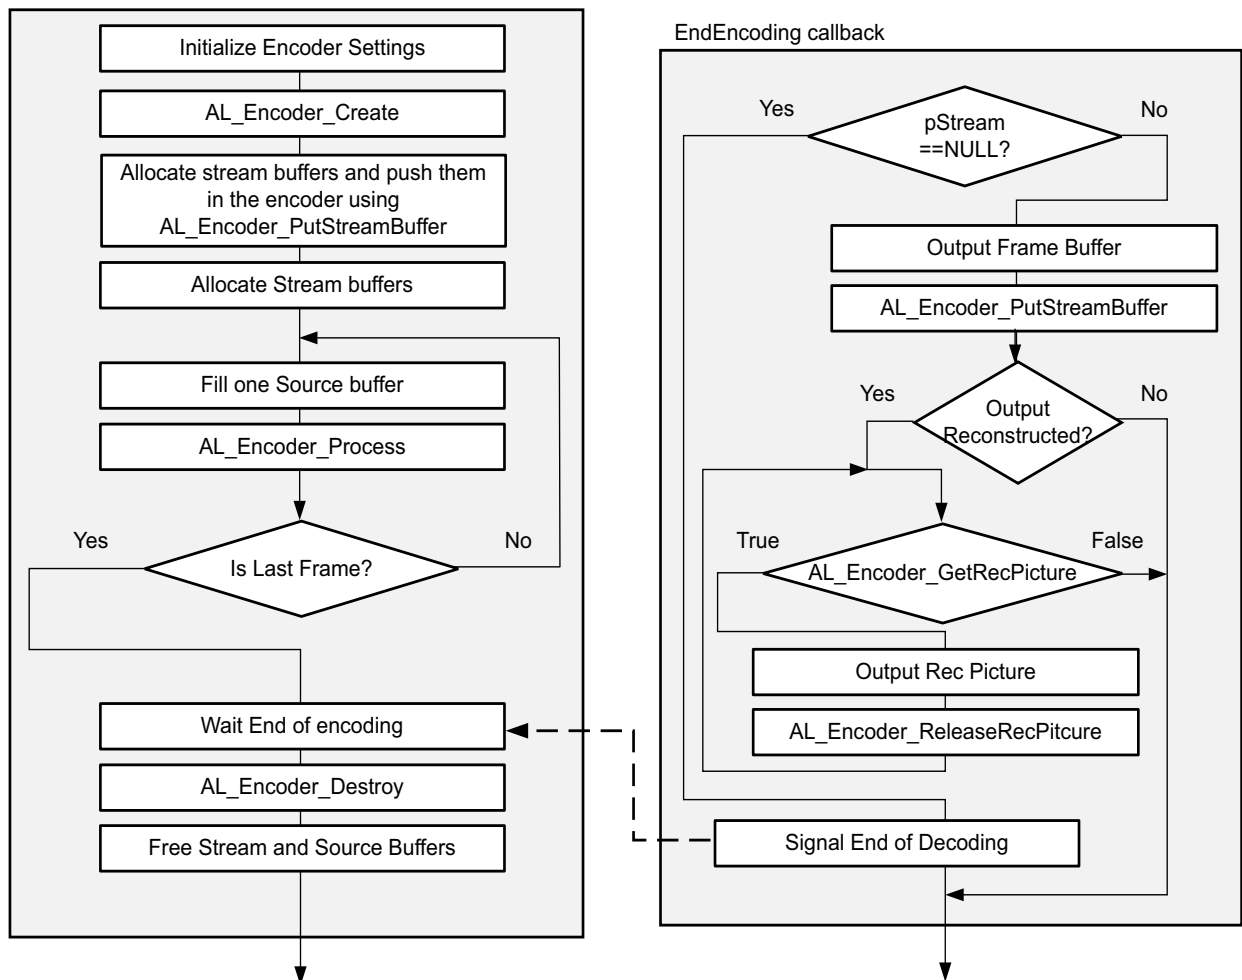 Initialize Encoder Settings
AL_Encoder_Create
Allocate stream buffers and push them
in the encoder using
AL_Encoder_PutStreamBuffer
Allocate Stream buffers
Fill one Source buffer
AL_Encoder_Process
Yes
No
Is Last Frame?
Wait End of encoding
AL_Encoder_Destroy
Free Stream and Source Buffers
EndEncoding callback
Yes
No
pStream
==NULL?
Output Frame Buffer
AL_Encoder_PutStreamBuffer
Yes
No
Output
Reconstructed?
True
False
AL_Encoder_GetRecPicture
Output Rec Picture
AL_Encoder_ReleaseRecPitcure
Signal End of Decoding